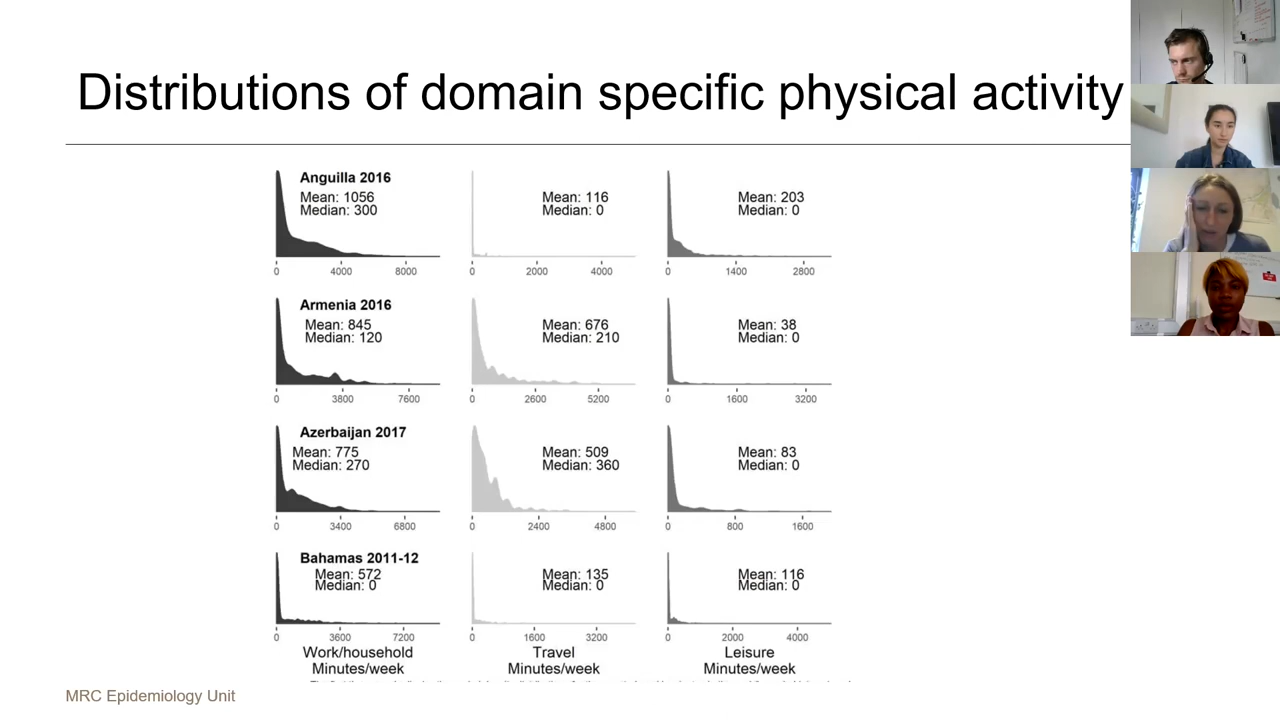 Distributions of domain specific physical activity
Anguilla 2016
Mean: 1056
Median: 300
Mean: 116
Median: 0
Mean: 203
Median: 0
0 4000 8000
0 2000 4000
0 1400 2800
Armenia 2016
Mean: 845
Median: 120
Mean: 676
Median: 210
Mean: 38
Median: 0
0 3800 7600
0 2600 5200
0 1600 3200
Azerbaijan 2017
Mean: 775
Median: 270
Mean: 509
Median: 360
Mean: 83
Median: 0
0 3400 6800
0 2400 4800
0 800 1600
Bahamas 2011-12
Mean: 572
Median: 0
Mean: 135
Median: 0
Mean: 116
Median: 0
0 3600 7200
0 1600 3200
0 2000 4000
Work/household
Minutes/week
Travel
Minutes/week
Leisure
Minutes/week
MRC Epidemiology Unit